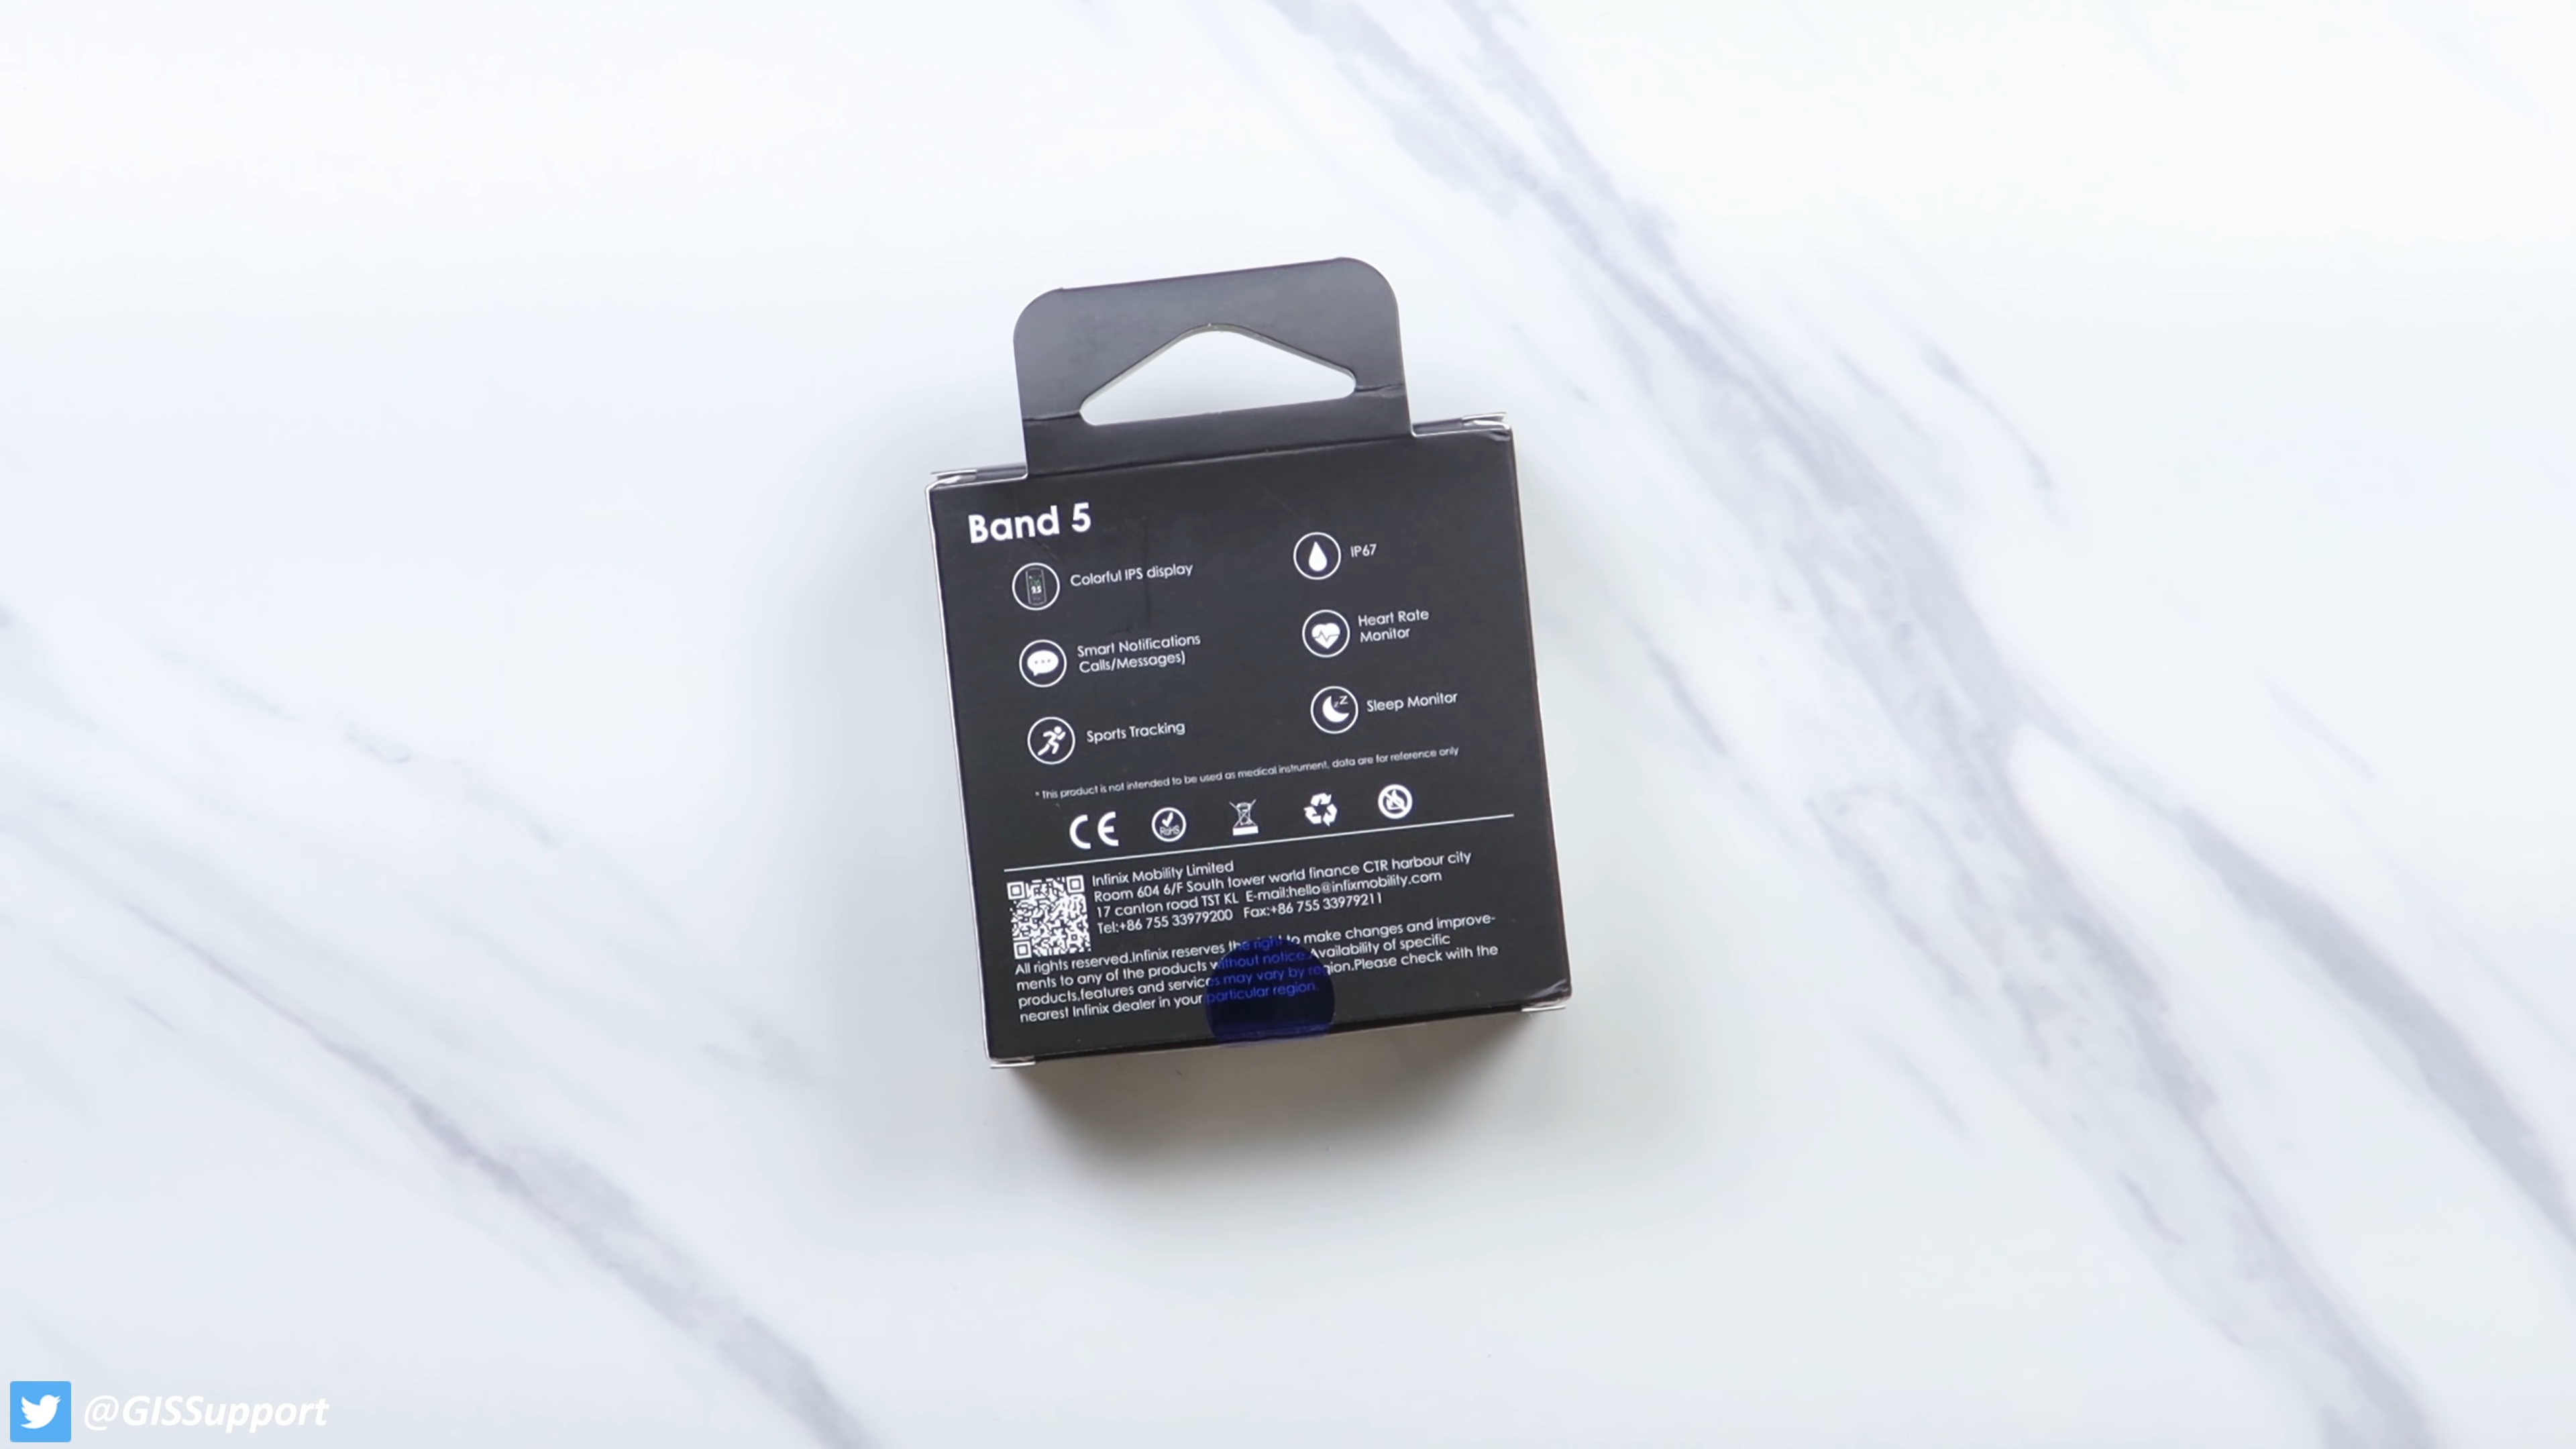 Band 5
Colorful IPS display
IP67
Smart Notifications
Calls/Messages)
Heart Rate
Monitor
Sports Tracking
Sleep Monitor
* This product is not intended to be used as medical instrument, data are for reference only
CE
RoHS
Infinix Mobility Limited
Room 604 6/F South tower world finance CTR harbour city
17 canton road TST KL E-mail:hello@infixmobility.com
Tel:+86 755 33979200 Fax:+86 755 33979211
All rights reserved.Infinix reserves the right to make changes and improve-
ments to any of the products without notice.Availability of specific
products,features and services may vary by region.Please check with the
nearest Infinix dealer in your particular region.
@GISSupport